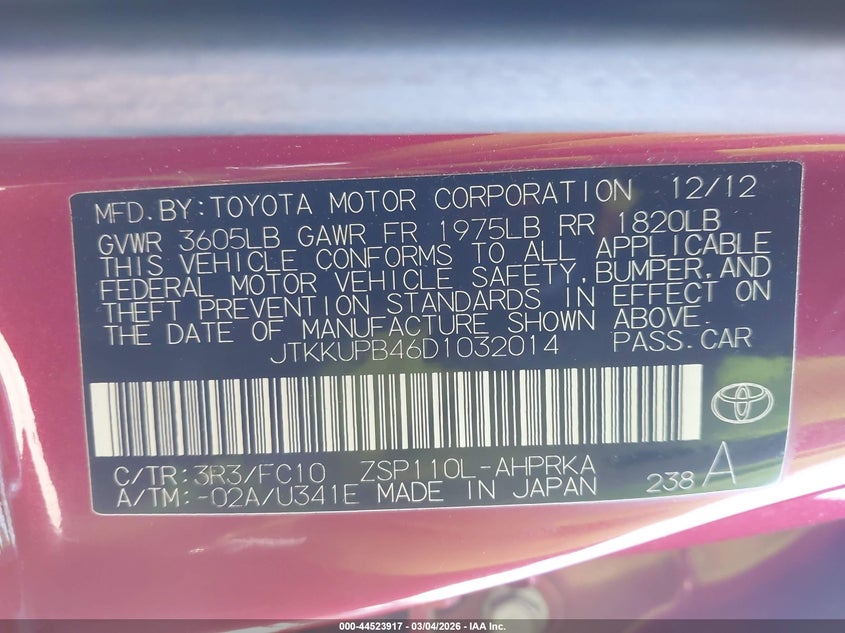 MFD. BY: TOYOTA MOTOR CORPORATION 12/12
GVWR 3605LB GAWR FR 1975LB RR 1820LB
THIS VEHICLE CONFORMS TO ALL APPLICABLE
FEDERAL MOTOR VEHICLE SAFETY, BUMPER, AND
THEFT PREVENTION STANDARDS IN EFFECT ON
THE DATE OF MANUFACTURE SHOWN ABOVE.
JTKKUPB46D1032014 PASS. CAR
C/TR: 3R3/FC10 ZSP110L-AHPRKA
A/TM: -02A/U341E MADE IN JAPAN 238 A
000-44523917 - 03/04/2026 - IAA Inc.